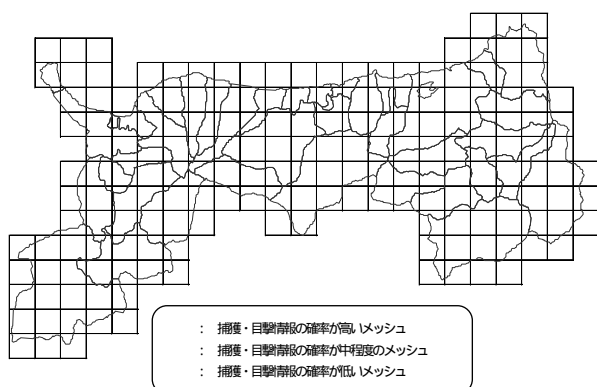 ： 捕獲・目撃情報の確率が高いメッシュ
： 捕獲・目撃情報の確率が中程度のメッシュ
： 捕獲・目撃情報の確率が低いメッシュ